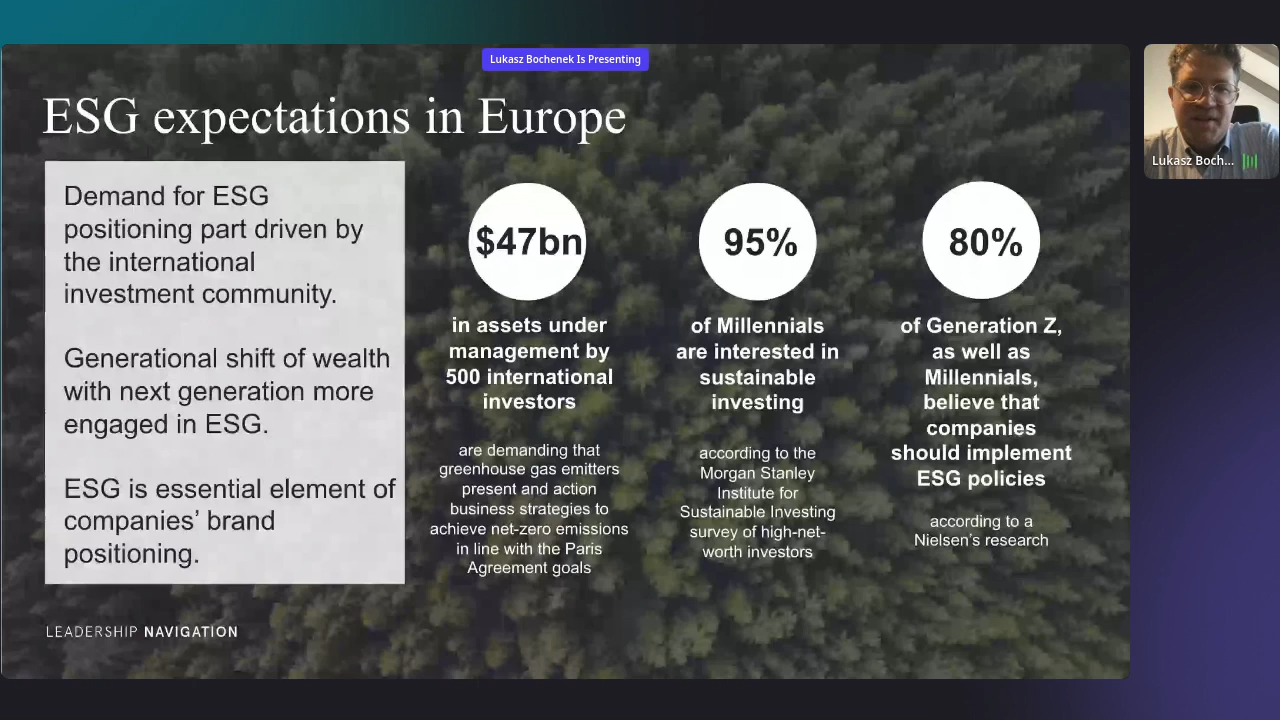 Lukasz Bochenek Is Presenting
ESG expectations in Europe
Demand for ESG
positioning part driven by
the international
investment community.
Generational shift of wealth
with next generation more
engaged in ESG.
ESG is essential element of
companies’ brand
positioning.
$47bn
in assets under
management by
500 international
investors
are demanding that
greenhouse gas emitters
present and action
business strategies to
achieve net-zero emissions
in line with the Paris
Agreement goals
95%
of Millennials
are interested in
sustainable
investing
according to the
Morgan Stanley
Institute for
Sustainable Investing
survey of high-net-
worth investors
80%
of Generation Z,
as well as
Millennials,
believe that
companies
should implement
ESG policies
according to a
Nielsen’s research
LEADERSHIP NAVIGATION
Lukasz Boch...